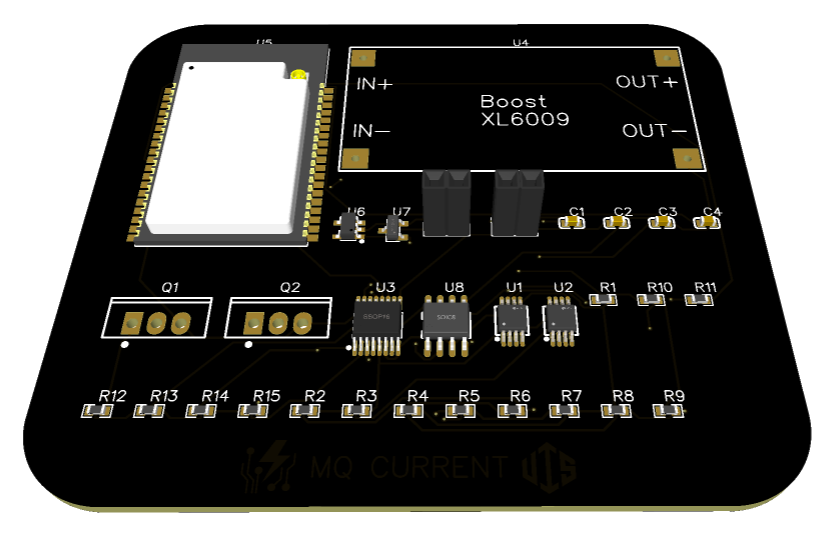 U5
U4
IN+
OUT+
Boost
XL6009
IN−
OUT−
U6
U7
C1
C2
C3
C4
Q1
Q2
U3
U8
U1
U2
R1
R10
R11
SSOP16
SOIC8
R12
R13
R14
R15
R2
R3
R4
R5
R6
R7
R8
R9
MQ CURRENT UIS